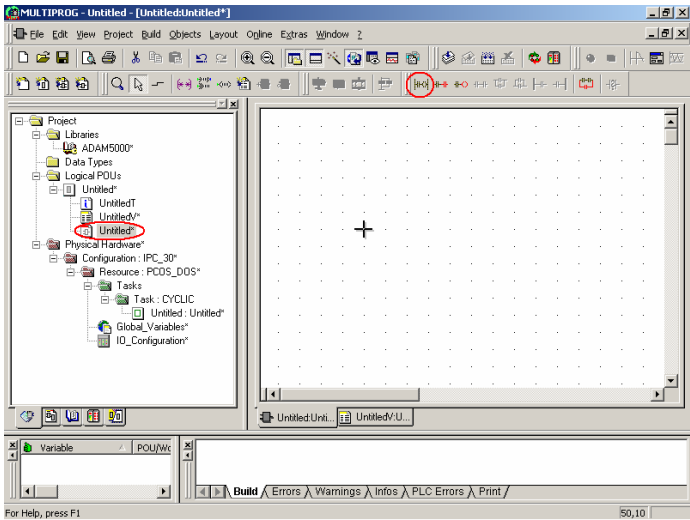 MULTIPROG - Untitled - [Untitled:Untitled*]
File Edit View Project Build Objects Layout Online Extras Window ?
Project
Libraries
ADAM5000*
Data Types
Logical POUs
Untitled*
UntitledT
UntitledV*
Untitled*
Physical Hardware*
Configuration : IPC_30*
Resource : PCOS_DOS*
Tasks
Task : CYCLIC
Untitled : Untitled*
Global_Variables*
IO_Configuration*
Untitled:Unti... UntitledV:U...
Variable POU/Wo
Build Errors Warnings Infos PLC Errors Print
For Help, press F1 50,10